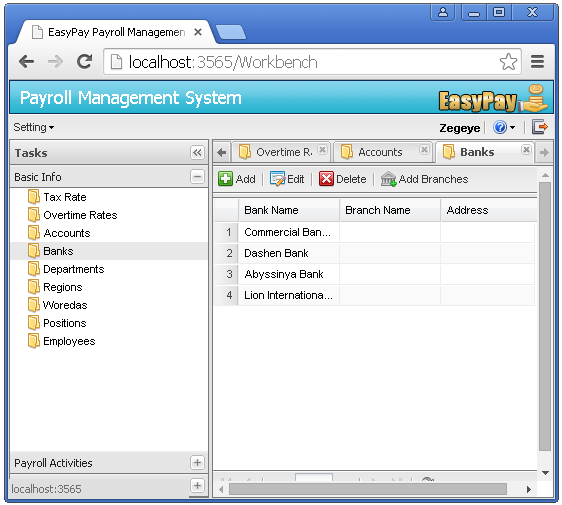 EasyPay Payroll Managemen
localhost:3565/Workbench
Payroll Management System
EasyPay
Setting
Zegeye
Tasks
Basic Info
Tax Rate
Overtime Rates
Accounts
Banks
Departments
Regions
Woredas
Positions
Employees
Payroll Activities
localhost:3565
Overtime R
Accounts
Banks
Add
Edit
Delete
Add Branches
Bank Name Branch Name Address
1 Commercial Ban...
2 Dashen Bank
3 Abyssinya Bank
4 Lion Internationa...